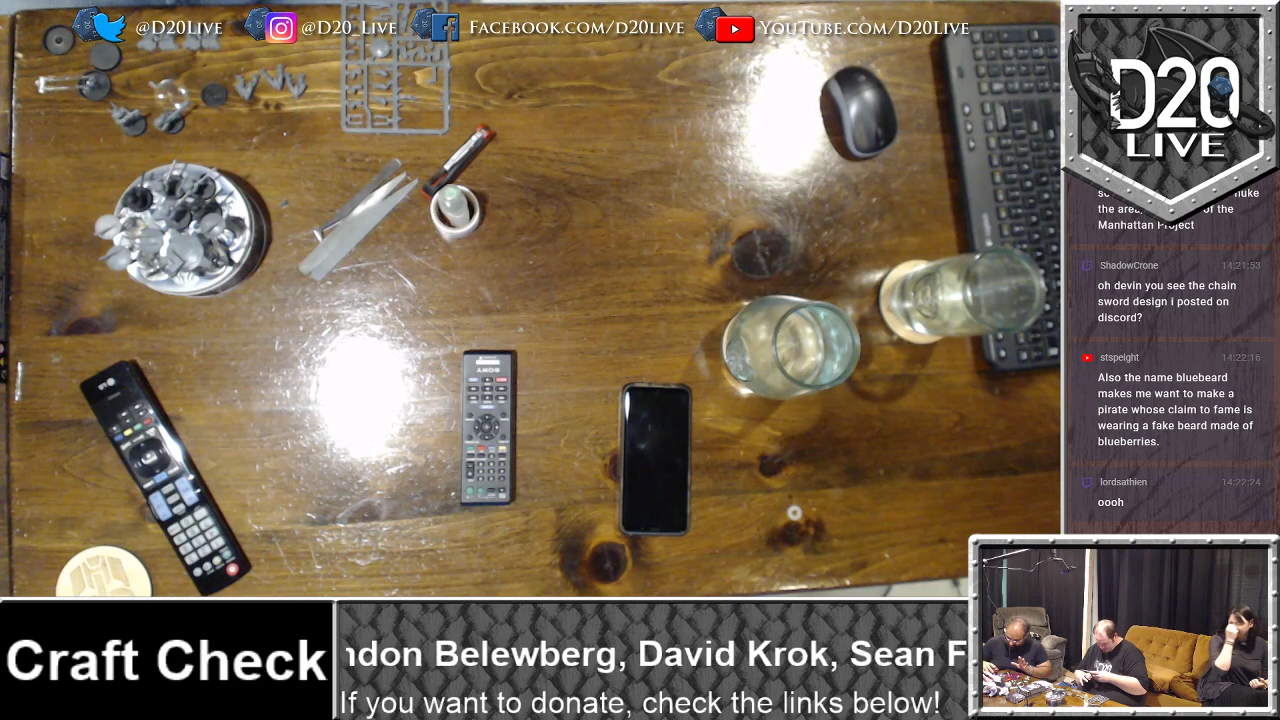 @D20Live
@D20_Live
Facebook.com/d20live
YouTube.com/D20Live
D20
LIVE
the area
of the
Manhattan Project
ShadowCrone 14:21:53
oh devin you see the chain
sword design i posted on
discord?
stspeight 14:22:16
Also the name bluebeard
makes me want to make a
pirate whose claim to fame is
wearing a fake beard made of
blueberries.
lordsathien 14:22:24
oooh
SONY
LG
Craft Check
ndon Belewberg, David Krok, Sean F
If you want to donate, check the links below!